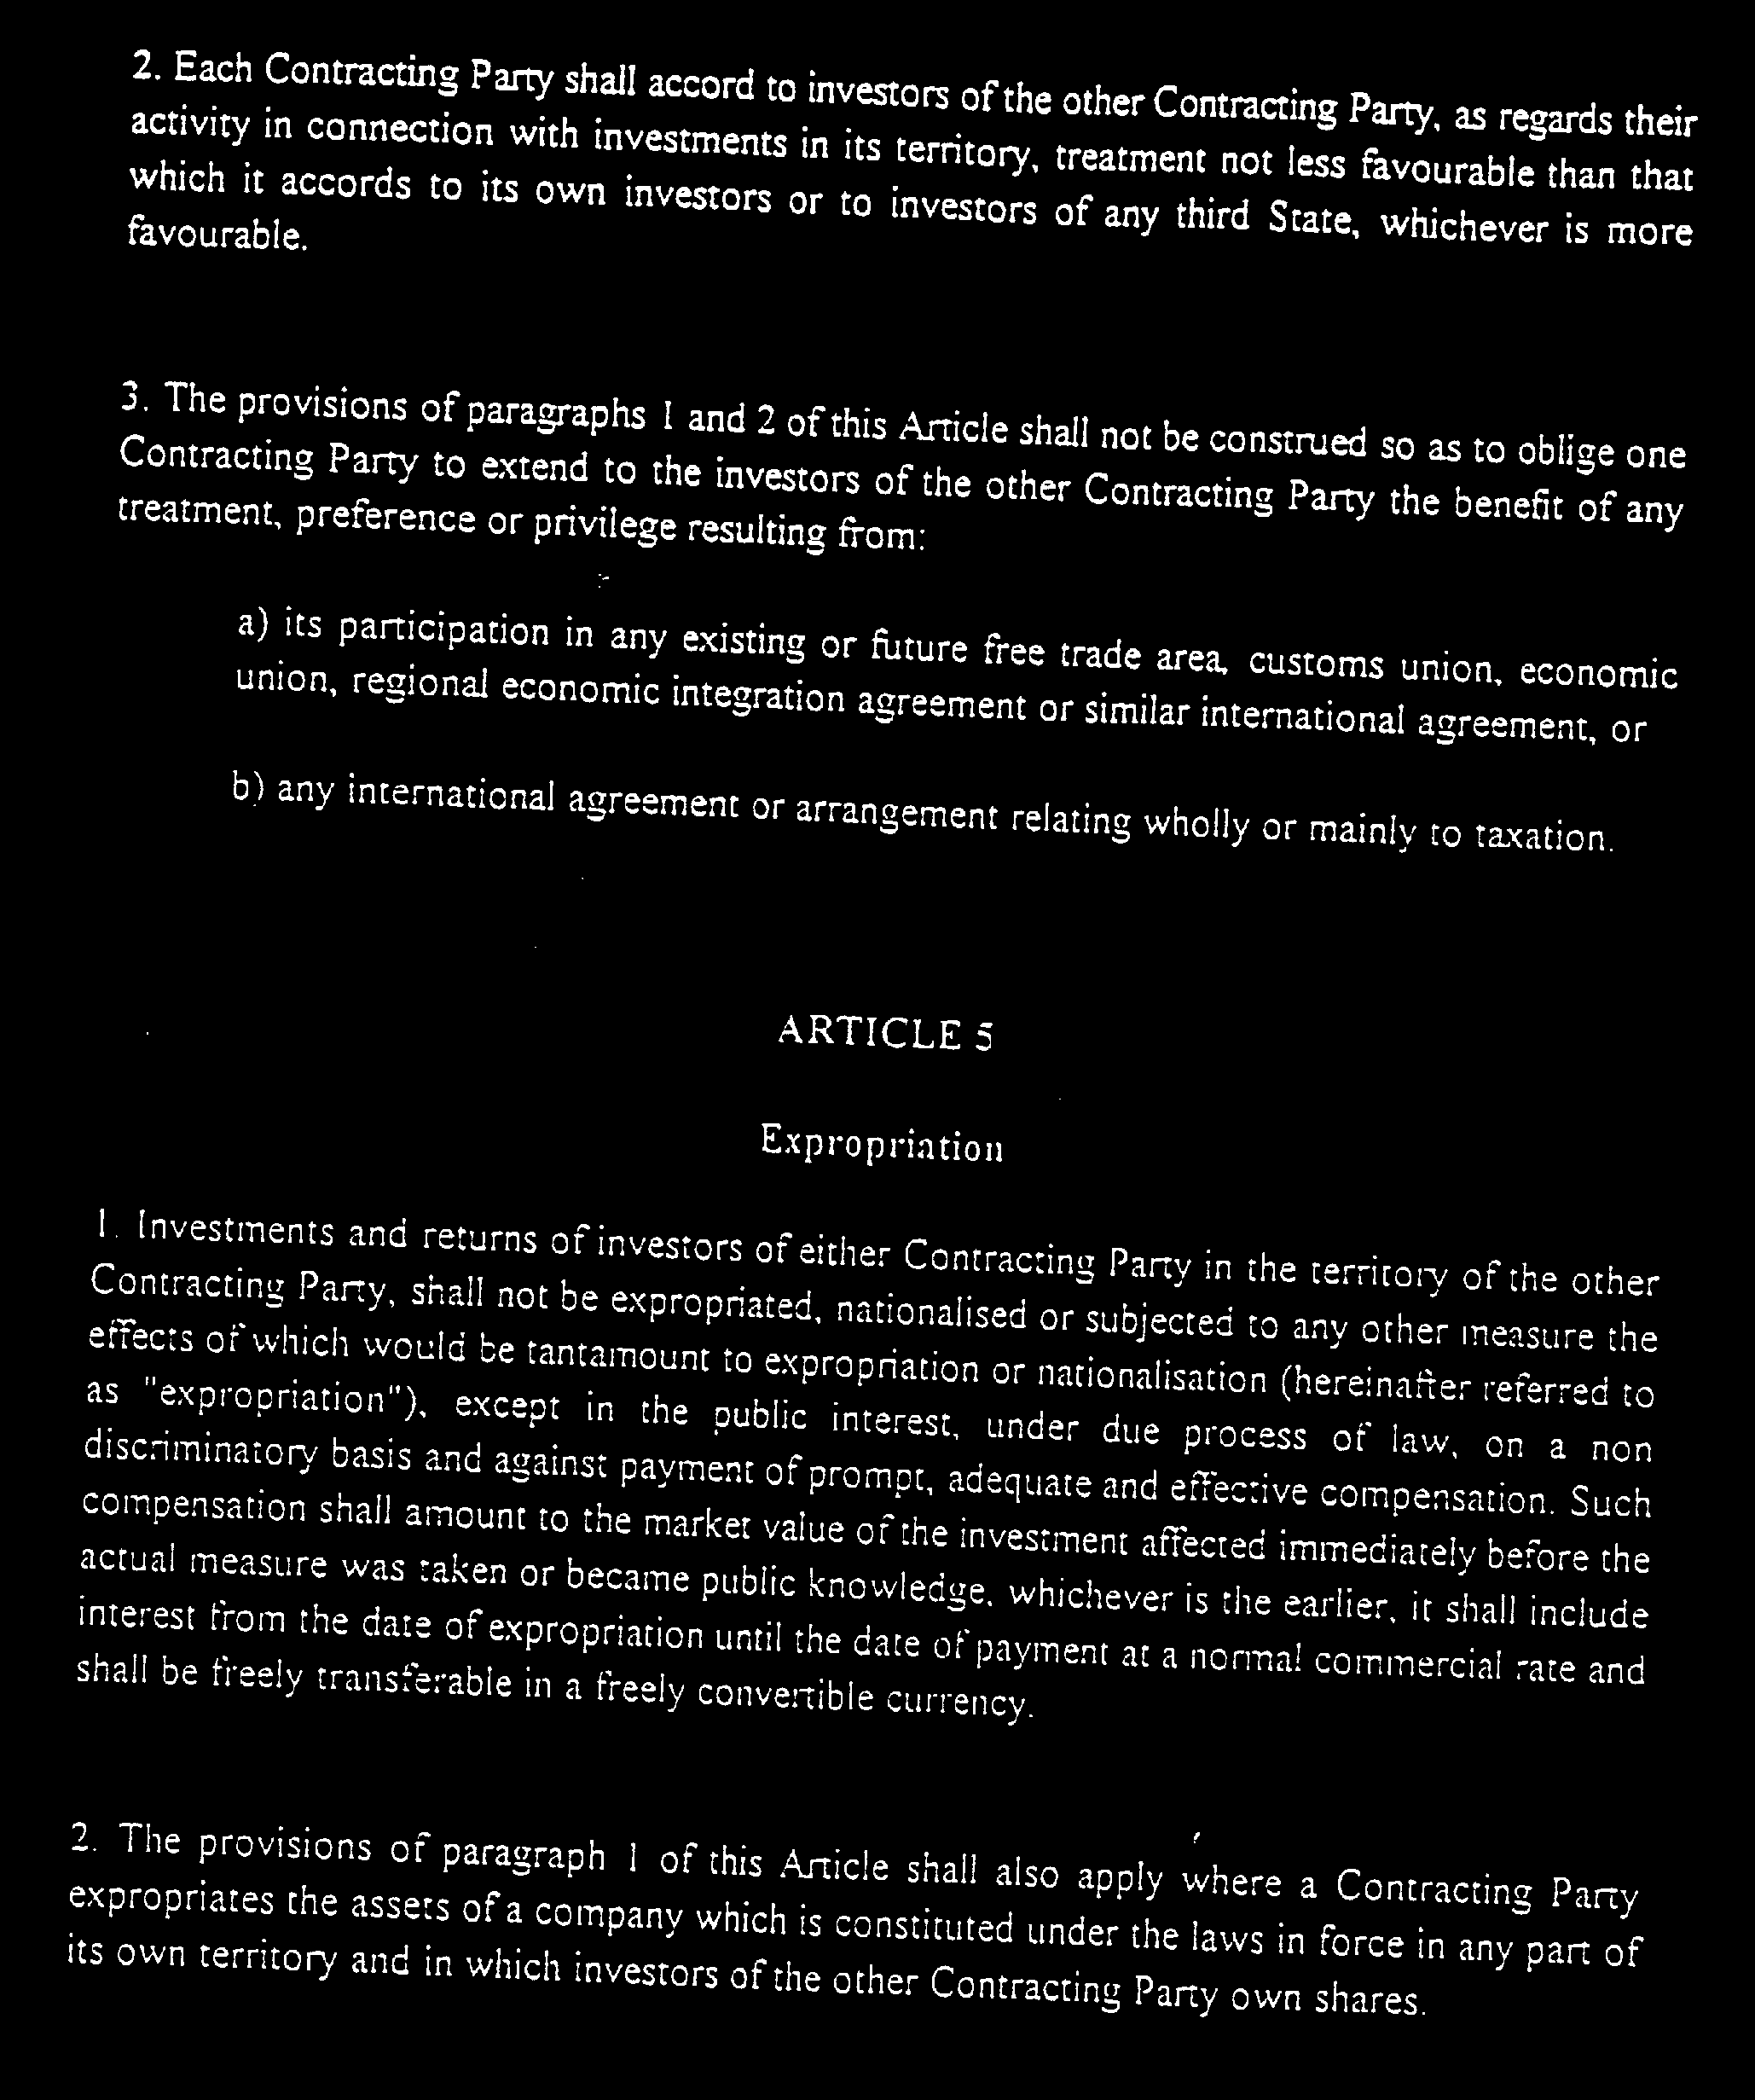 2. Each Contracting Party shall accord to investors of the other Contracting Party, as regards their
activity in connection with investments in its territory, treatment not less favourable than that
which it accords to its own investors or to investors of any third State, whichever is more
favourable.
3. The provisions of paragraphs 1 and 2 of this Article shall not be construed so as to oblige one
Contracting Party to extend to the investors of the other Contracting Party the benefit of any
treatment, preference or privilege resulting from:
a) its participation in any existing or future free trade area, customs union, economic
union, regional economic integration agreement or similar international agreement, or
b) any international agreement or arrangement relating wholly or mainly to taxation.
ARTICLE 5
Expropriation
1. Investments and returns of investors of either Contracting Party in the territory of the other
Contracting Party, shall not be expropriated, nationalised or subjected to any other measure the
effects of which would be tantamount to expropriation or nationalisation (hereinafter referred to
as "expropriation"), except in the public interest, under due process of law, on a non
discriminatory basis and against payment of prompt, adequate and effective compensation. Such
compensation shall amount to the market value of the investment affected immediately before the
actual measure was taken or became public knowledge, whichever is the earlier, it shall include
interest from the date of expropriation until the date of payment at a normal commercial rate and
shall be freely transferable in a freely convertible currency.
2. The provisions of paragraph 1 of this Article shall also apply where a Contracting Party
expropriates the assets of a company which is constituted under the laws in force in any part of
its own territory and in which investors of the other Contracting Party own shares.